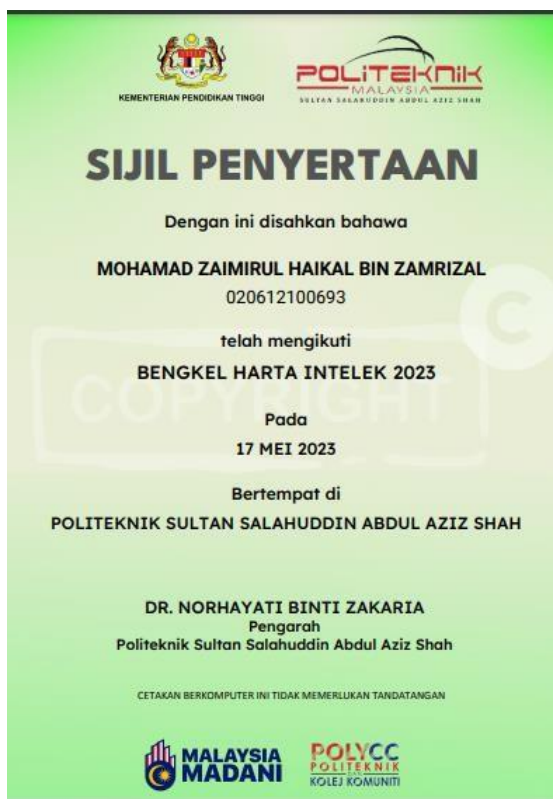 KEMENTERIAN PENDIDIKAN TINGGI
POLITEKNIK
MALAYSIA
SULTAN SALAHUDDIN ABDUL AZIZ SHAH
SIJIL PENYERTAAN
Dengan ini disahkan bahawa
MOHAMAD ZAIMIRUL HAIKAL BIN ZAMRIZAL
020612100693
telah mengikuti
BENGKEL HARTA INTELEK 2023
COPYRIGHT
C
Pada
17 MEI 2023
Bertempat di
POLITEKNIK SULTAN SALAHUDDIN ABDUL AZIZ SHAH
DR. NORHAYATI BINTI ZAKARIA
Pengarah
Politeknik Sultan Salahuddin Abdul Aziz Shah
CETAKAN BERKOMPUTER INI TIDAK MEMERLUKAN TANDATANGAN
MALAYSIA
MADANI
POLYCC
POLITEKNIK
KOLEJ KOMUNITI